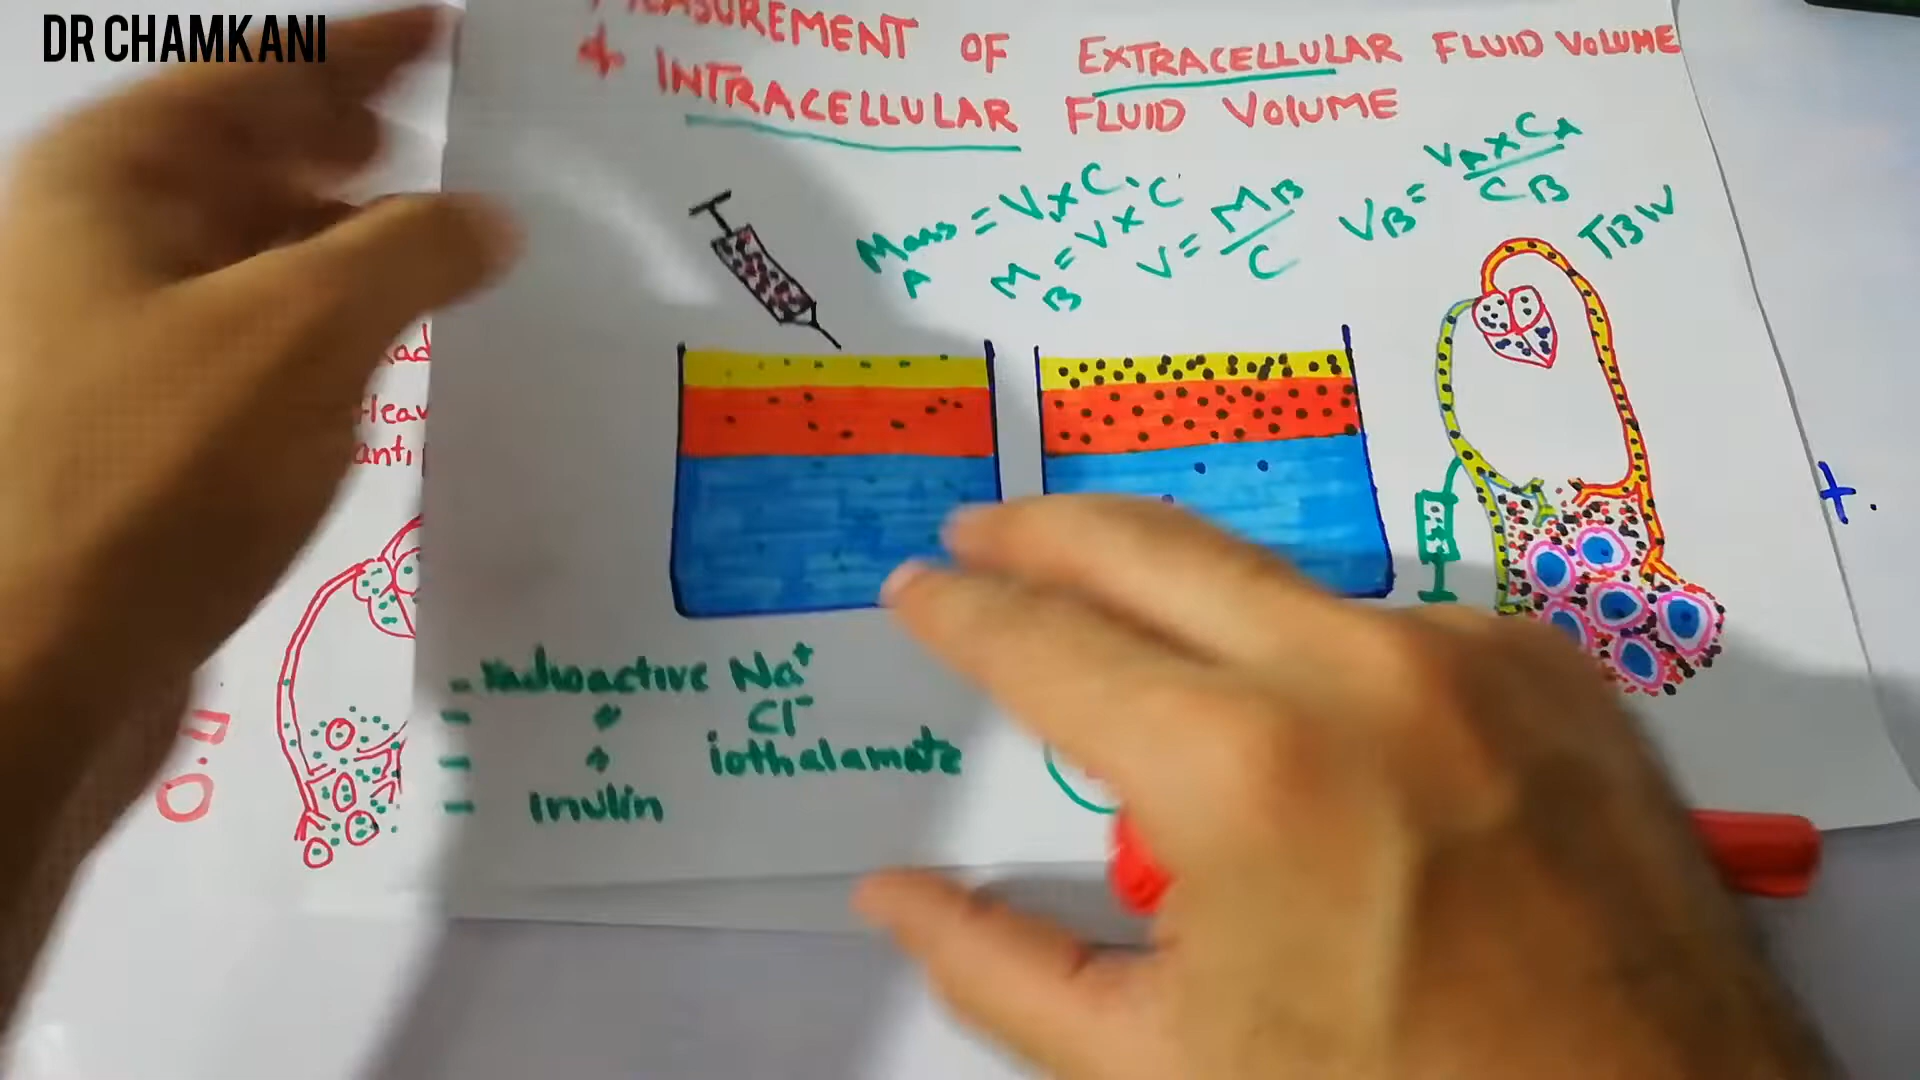 DR CHAMKANI
MEASUREMENT OF EXTRACELLULAR FLUID VOLUME
+ INTRACELLULAR FLUID VOLUME
Mass A = V × C
M B = V × C
V = M B / C
VB = VA × CA / CB
TBW
- radioactive Na+
- " Cl-
- " iothalamate
- inulin
+